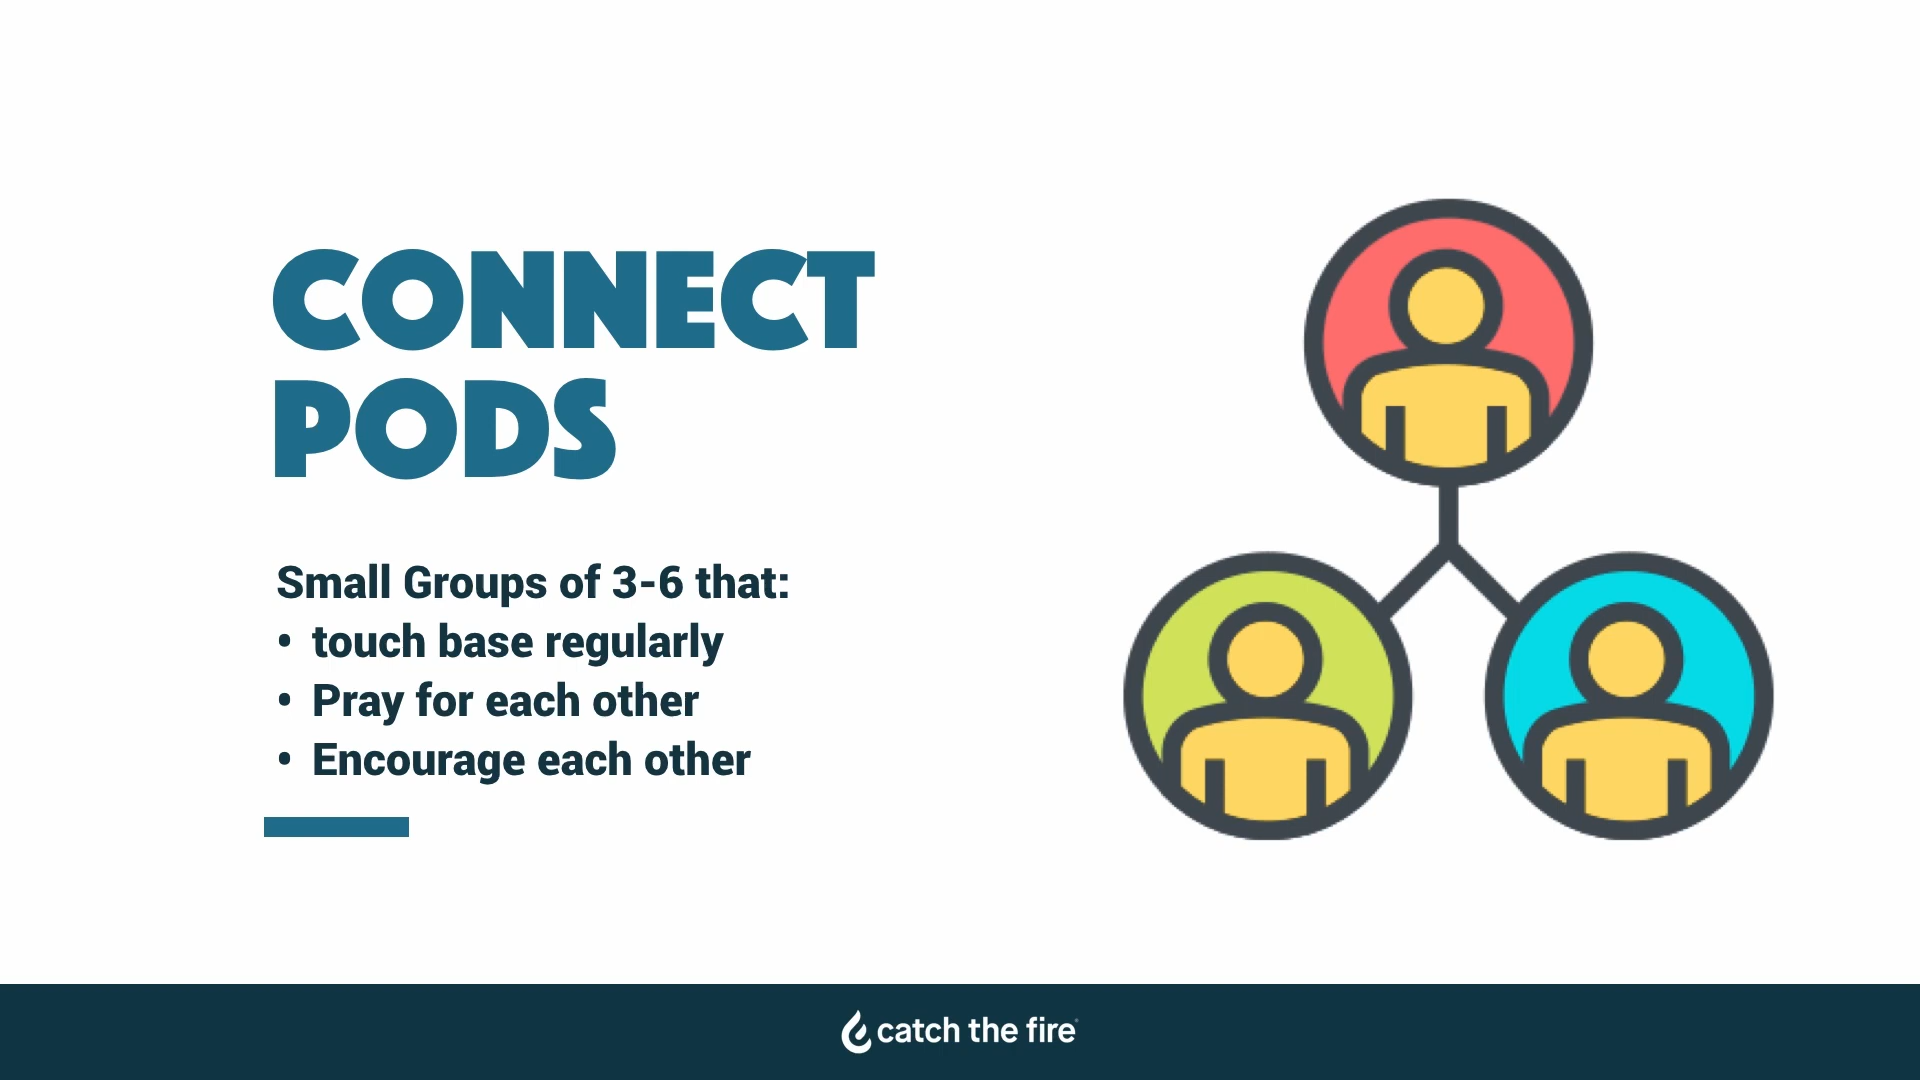 CONNECT
PODS
Small Groups of 3-6 that:
• touch base regularly
• Pray for each other
• Encourage each other
catch the fire